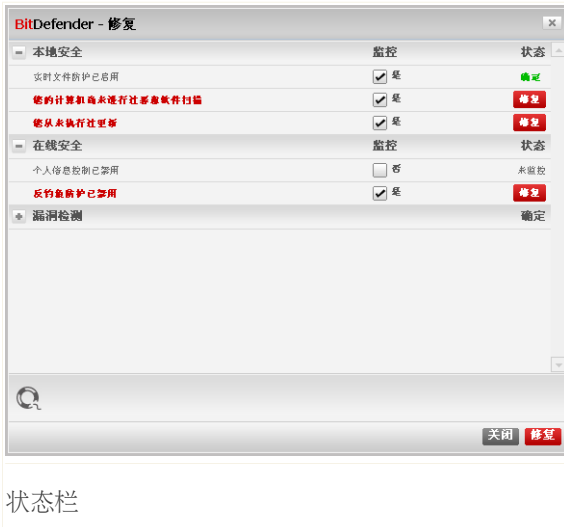 BitDefender - 修复
本地安全 监控 状态
实时文件防护已启用 是 确定
您的计算机尚未进行过恶意软件扫描 是 修复
您从未执行过更新 是 修复
在线安全 监控 状态
个人信息控制已禁用 否 未监控
反钓鱼防护已禁用 是 修复
漏洞检测 确定
关闭 修复
状态栏